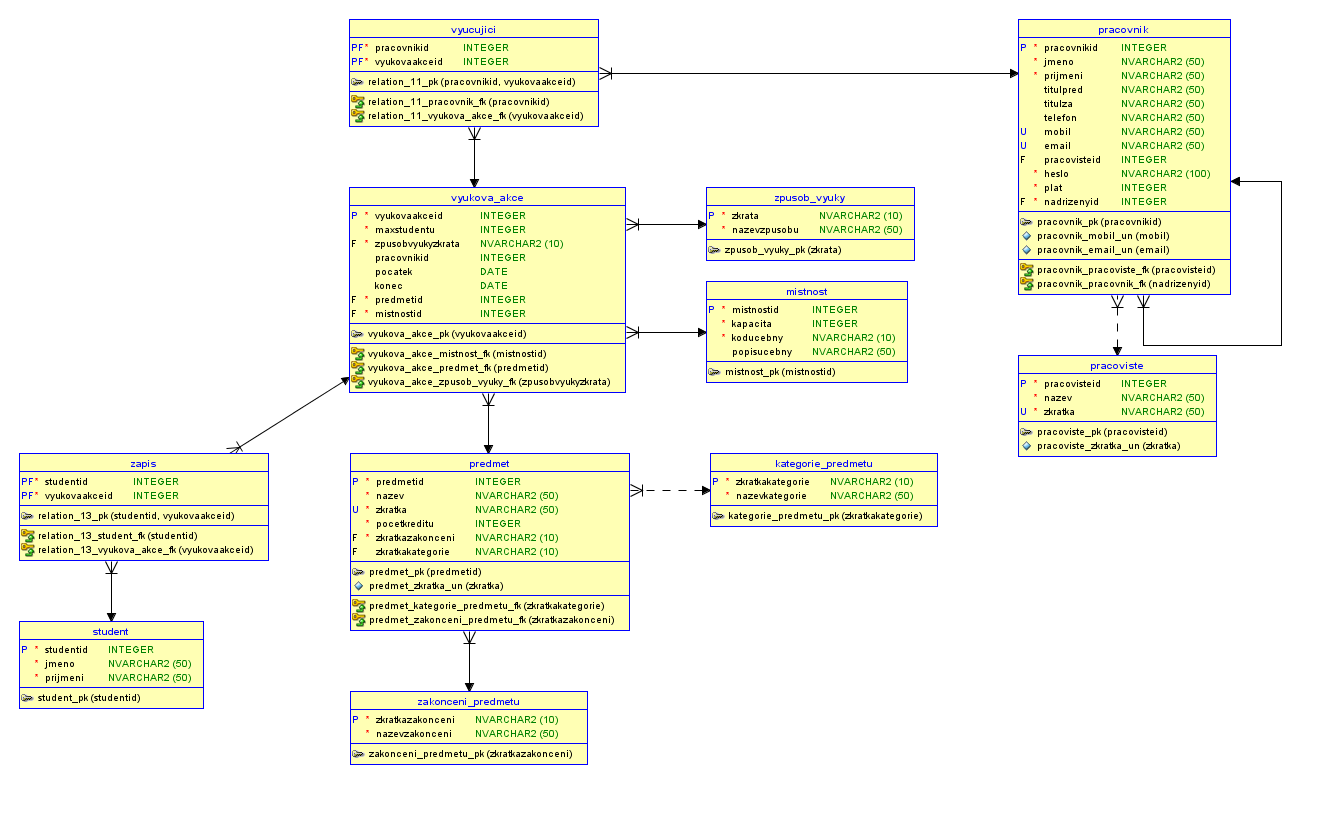 vyucujici
PF* pracovnikid INTEGER
PF* vyukovaakceid INTEGER
relation_11_pk (pracovnikid, vyukovaakceid)
relation_11_pracovnik_fk (pracovnikid)
relation_11_vyukova_akce_fk (vyukovaakceid)
pracovnik
P * pracovnikid INTEGER
* jmeno NVARCHAR2 (50)
* prijmeni NVARCHAR2 (50)
titulpred NVARCHAR2 (50)
titulza NVARCHAR2 (50)
telefon NVARCHAR2 (50)
U mobil NVARCHAR2 (50)
U email NVARCHAR2 (50)
F pracovisteid INTEGER
* heslo NVARCHAR2 (100)
* plat INTEGER
F * nadrizenyid INTEGER
pracovnik_pk (pracovnikid)
pracovnik_mobil_un (mobil)
pracovnik_email_un (email)
pracovnik_pracoviste_fk (pracovisteid)
pracovnik_pracovnik_fk (nadrizenyid)
vyukova_akce
P * vyukovaakceid INTEGER
* maxstudentu INTEGER
F * zpusobvyukyzkrata NVARCHAR2 (10)
pracovnikid INTEGER
pocatek DATE
konec DATE
F * predmetid INTEGER
F * mistnostid INTEGER
vyukova_akce_pk (vyukovaakceid)
vyukova_akce_mistnost_fk (mistnostid)
vyukova_akce_predmet_fk (predmetid)
vyukova_akce_zpusob_vyuky_fk (zpusobvyukyzkrata)
zpusob_vyuky
P * zkrata NVARCHAR2 (10)
* nazevzpusobu NVARCHAR2 (50)
zpusob_vyuky_pk (zkrata)
mistnost
P * mistnostid INTEGER
* kapacita INTEGER
* koducebny NVARCHAR2 (10)
popisucebny NVARCHAR2 (50)
mistnost_pk (mistnostid)
pracoviste
P * pracovisteid INTEGER
* nazev NVARCHAR2 (50)
U * zkratka NVARCHAR2 (50)
pracoviste_pk (pracovisteid)
pracoviste_zkratka_un (zkratka)
zapis
PF* studentid INTEGER
PF* vyukovaakceid INTEGER
relation_13_pk (studentid, vyukovaakceid)
relation_13_student_fk (studentid)
relation_13_vyukova_akce_fk (vyukovaakceid)
predmet
P * predmetid INTEGER
* nazev NVARCHAR2 (50)
U * zkratka NVARCHAR2 (50)
* pocetkreditu INTEGER
F * zkratkazakonceni NVARCHAR2 (10)
F zkratkakategorie NVARCHAR2 (10)
predmet_pk (predmetid)
predmet_zkratka_un (zkratka)
predmet_kategorie_predmetu_fk (zkratkakategorie)
predmet_zakonceni_predmetu_fk (zkratkazakonceni)
kategorie_predmetu
P * zkratkakategorie NVARCHAR2 (10)
* nazevkategorie NVARCHAR2 (50)
kategorie_predmetu_pk (zkratkakategorie)
student
P * studentid INTEGER
* jmeno NVARCHAR2 (50)
* prijmeni NVARCHAR2 (50)
student_pk (studentid)
zakonceni_predmetu
P * zkratkazakonceni NVARCHAR2 (10)
* nazevzakonceni NVARCHAR2 (50)
zakonceni_predmetu_pk (zkratkazakonceni)